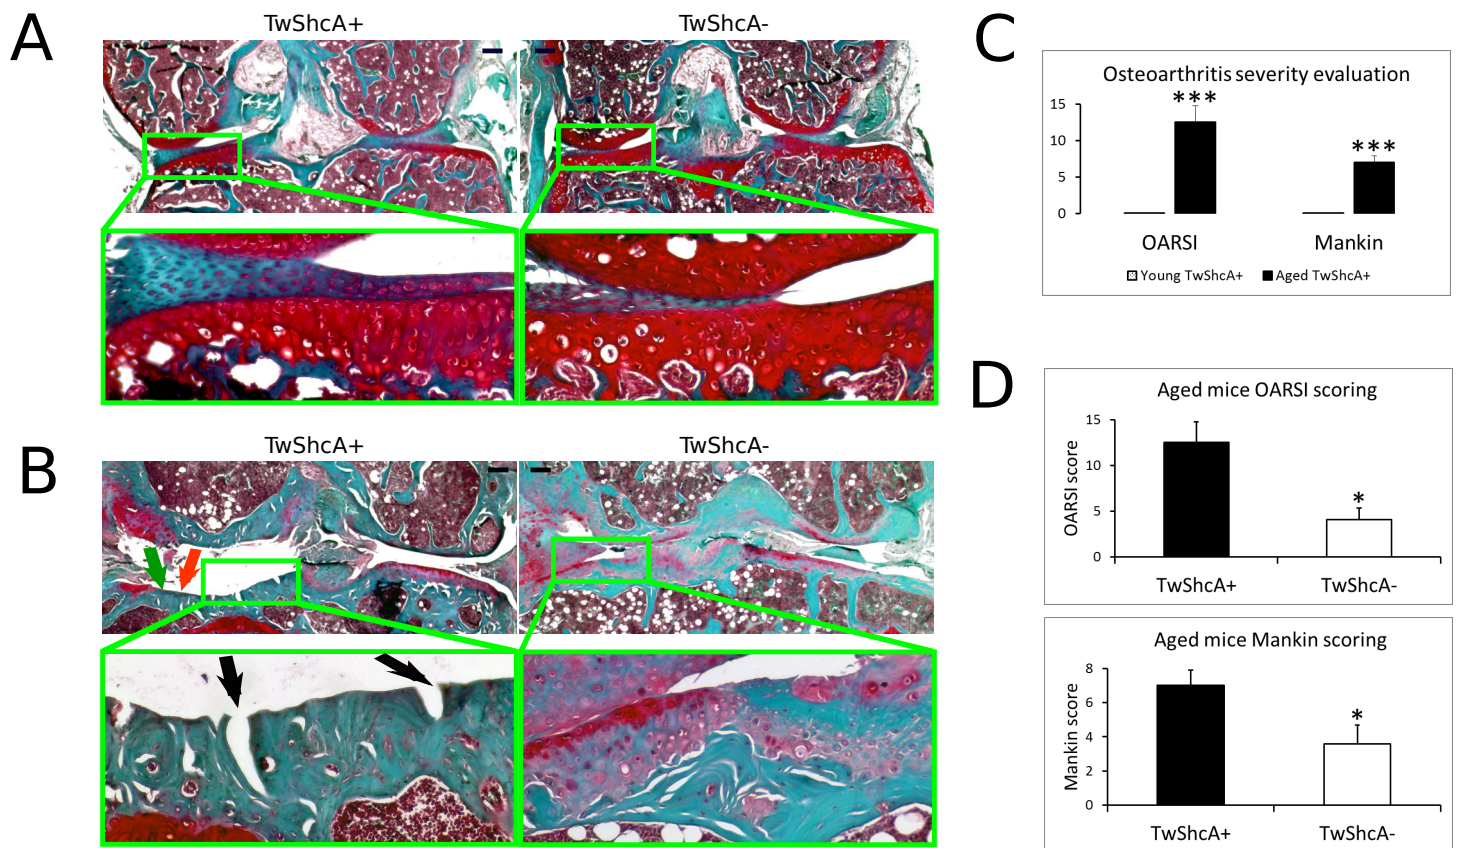 A
TwShcA+
TwShcA-
B
TwShcA+
TwShcA-
C
Osteoarthritis severity evaluation
15
10
5
0
***
***
OARSI
Mankin
Young TwShcA+
Aged TwShcA+
D
Aged mice OARSI scoring
OARSI score
15
10
5
0
*
TwShcA+
TwShcA-
Aged mice Mankin scoring
Mankin score
8
6
4
2
0
*
TwShcA+
TwShcA-